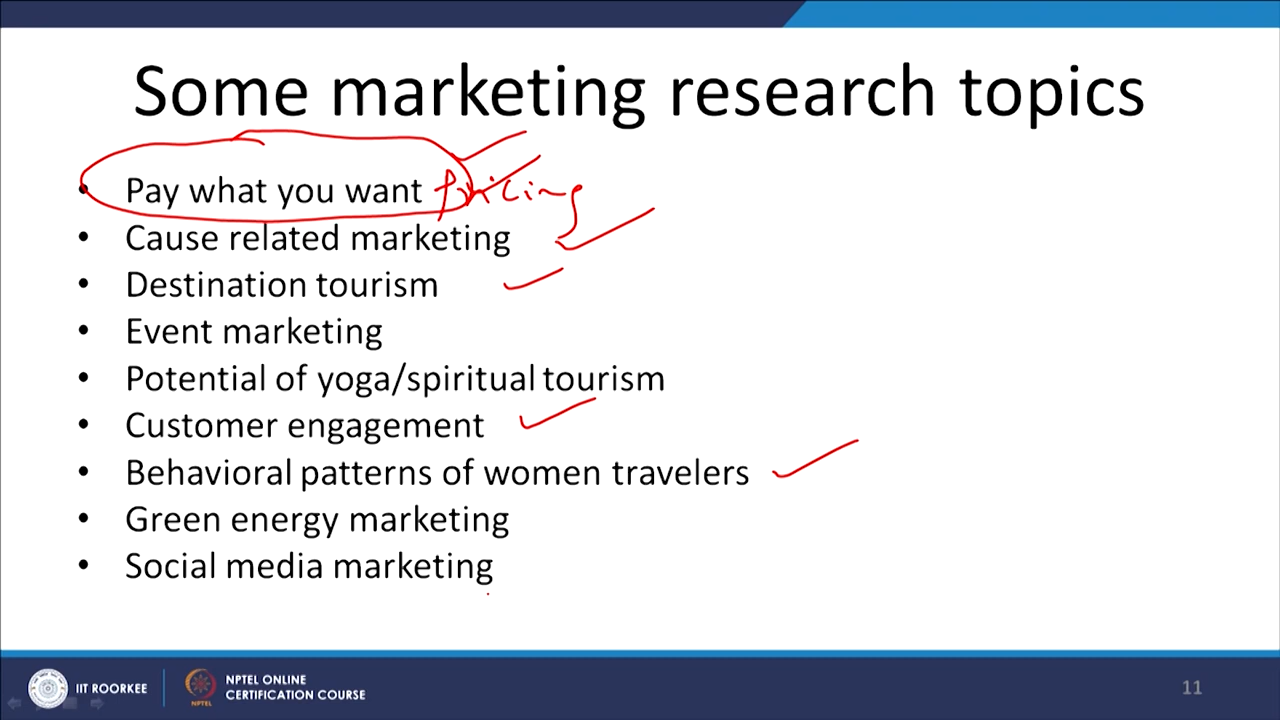 Some marketing research topics
• Pay what you want pricing
• Cause related marketing
• Destination tourism
• Event marketing
• Potential of yoga/spiritual tourism
• Customer engagement
• Behavioral patterns of women travelers
• Green energy marketing
• Social media marketing
IIT ROORKEE
NPTEL
NPTEL ONLINE
CERTIFICATION COURSE
11